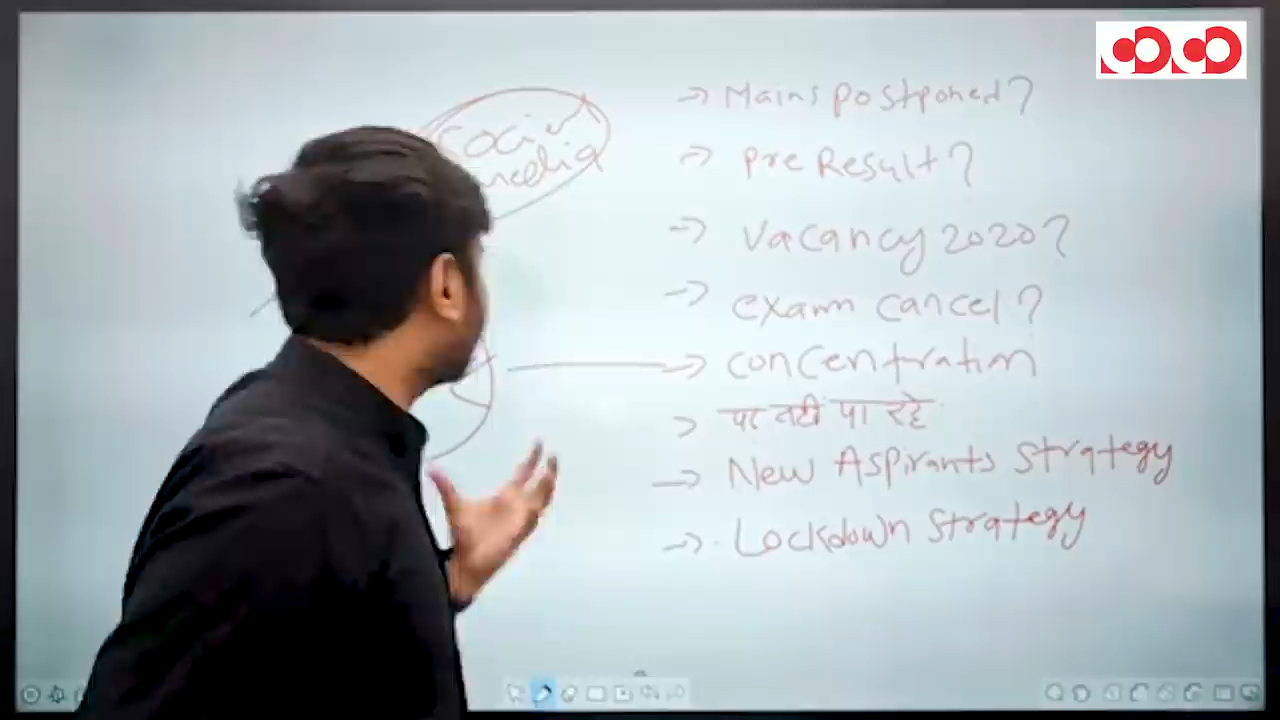 Social
media
→ Mains postponed?
→ Pre Result?
→ Vacancy 2020?
→ exam cancel?
→ concentration
→ पढ़ नहीं पा रहे
→ New Aspirants Strategy
→ Lockdown Strategy